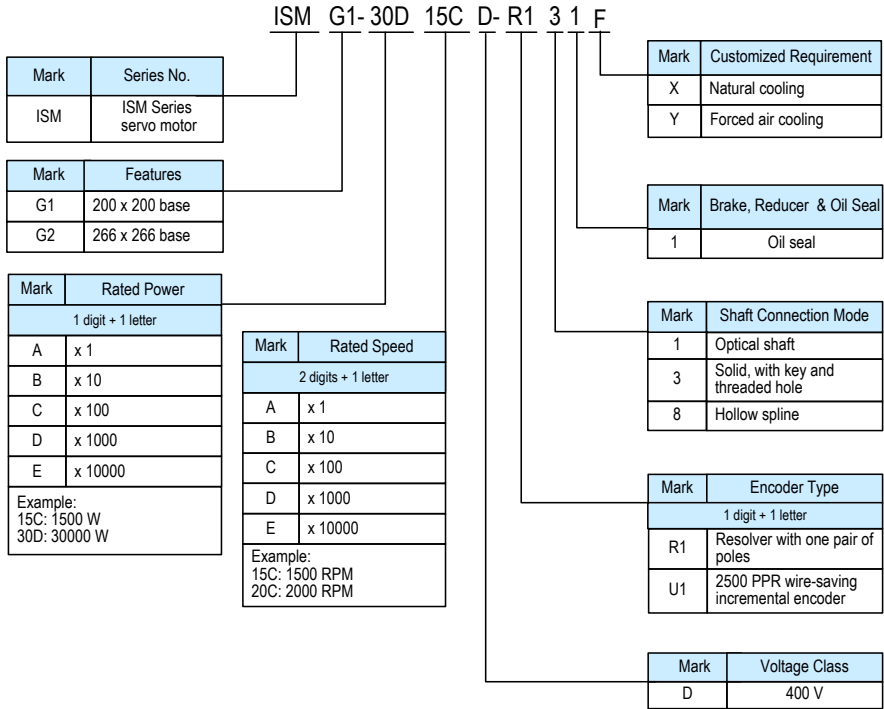 ISM G1- 30D 15C D- R1 3 1 F
Mark Series No.
ISM ISM Series
servo motor
Mark Features
G1 200 x 200 base
G2 266 x 266 base
Mark Rated Power
1 digit + 1 letter
A x 1
B x 10
C x 100
D x 1000
E x 10000
Example:
15C: 1500 W
30D: 30000 W
Mark Rated Speed
2 digits + 1 letter
A x 1
B x 10
C x 100
D x 1000
E x 10000
Example:
15C: 1500 RPM
20C: 2000 RPM
Mark Customized Requirement
X Natural cooling
Y Forced air cooling
Mark Brake, Reducer & Oil Seal
1 Oil seal
Mark Shaft Connection Mode
1 Optical shaft
3 Solid, with key and
threaded hole
8 Hollow spline
Mark Encoder Type
1 digit + 1 letter
R1 Resolver with one pair of
poles
U1 2500 PPR wire-saving
incremental encoder
Mark Voltage Class
D 400 V